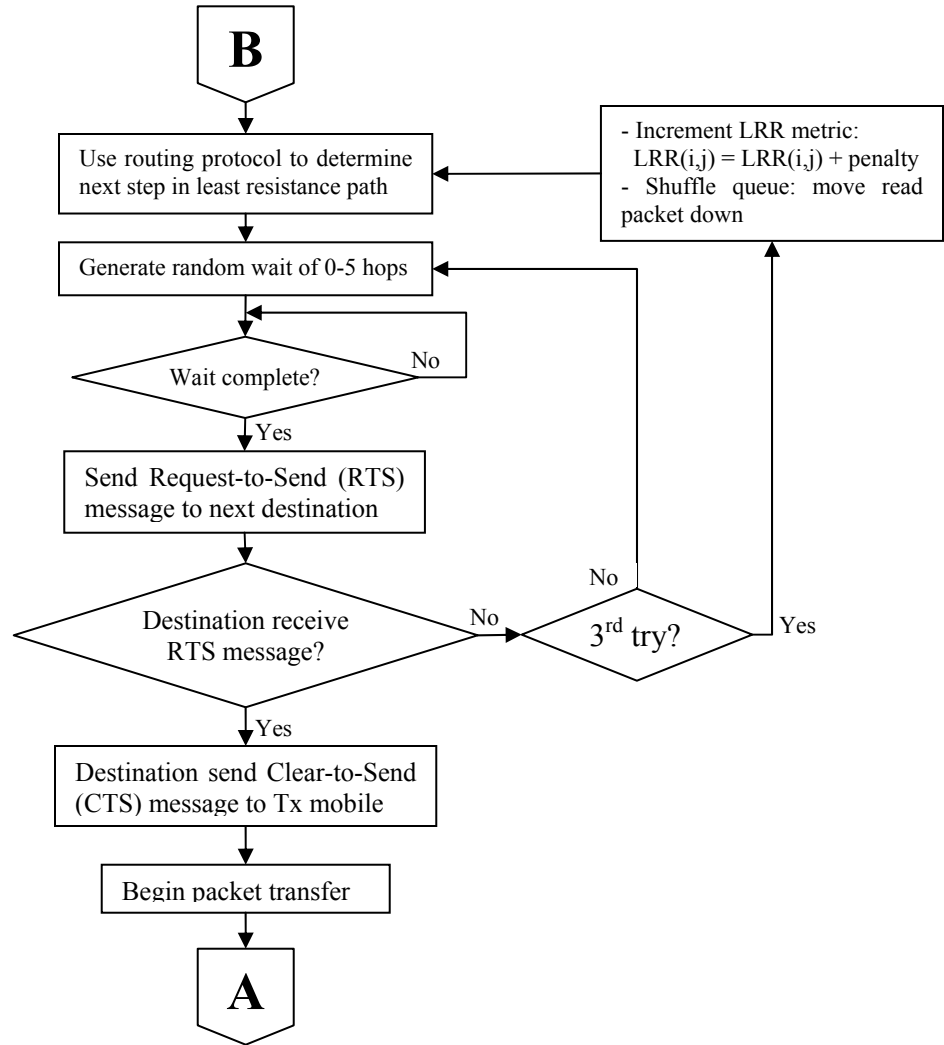 B
Use routing protocol to determine
next step in least resistance path
- Increment LRR metric:
LRR(i,j) = LRR(i,j) + penalty
- Shuffle queue: move read
packet down
Generate random wait of 0-5 hops
Wait complete?
No
Yes
Send Request-to-Send (RTS)
message to next destination
Destination receive
RTS message?
No
3rd try?
No
Yes
Yes
Destination send Clear-to-Send
(CTS) message to Tx mobile
Begin packet transfer
A